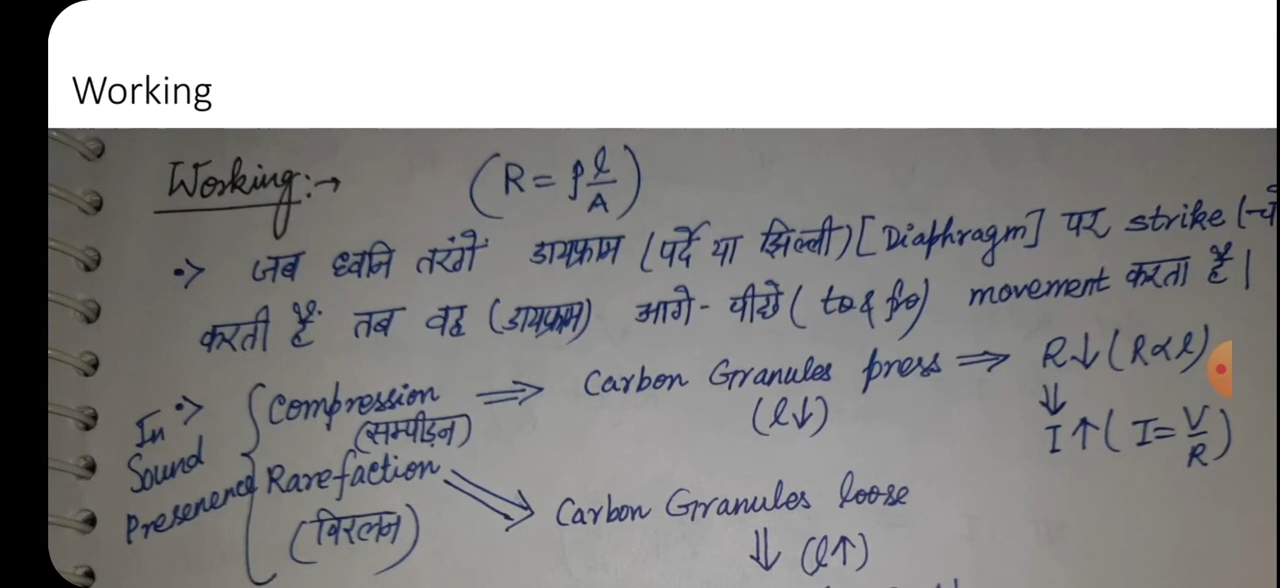 Working
Working:→ (R = ρ l/A)
•> जब ध्वनि तरंगें डायफ्राम (पर्दे या झिल्ली) [Diaphragm] पर strike
करती हैं तब वह (डायफ्राम) आगे-पीछे (to & fro) movement करता है |
In •> { Compression ⇒ Carbon Granules press ⇒ R↓ (R∝l)
Sound (सम्पीड़न) (l↓) ⇓
Presenence Rarefaction ⇒ Carbon Granules loose I↑ (I = V/R)
(विरलन) ⇓ (l↑)